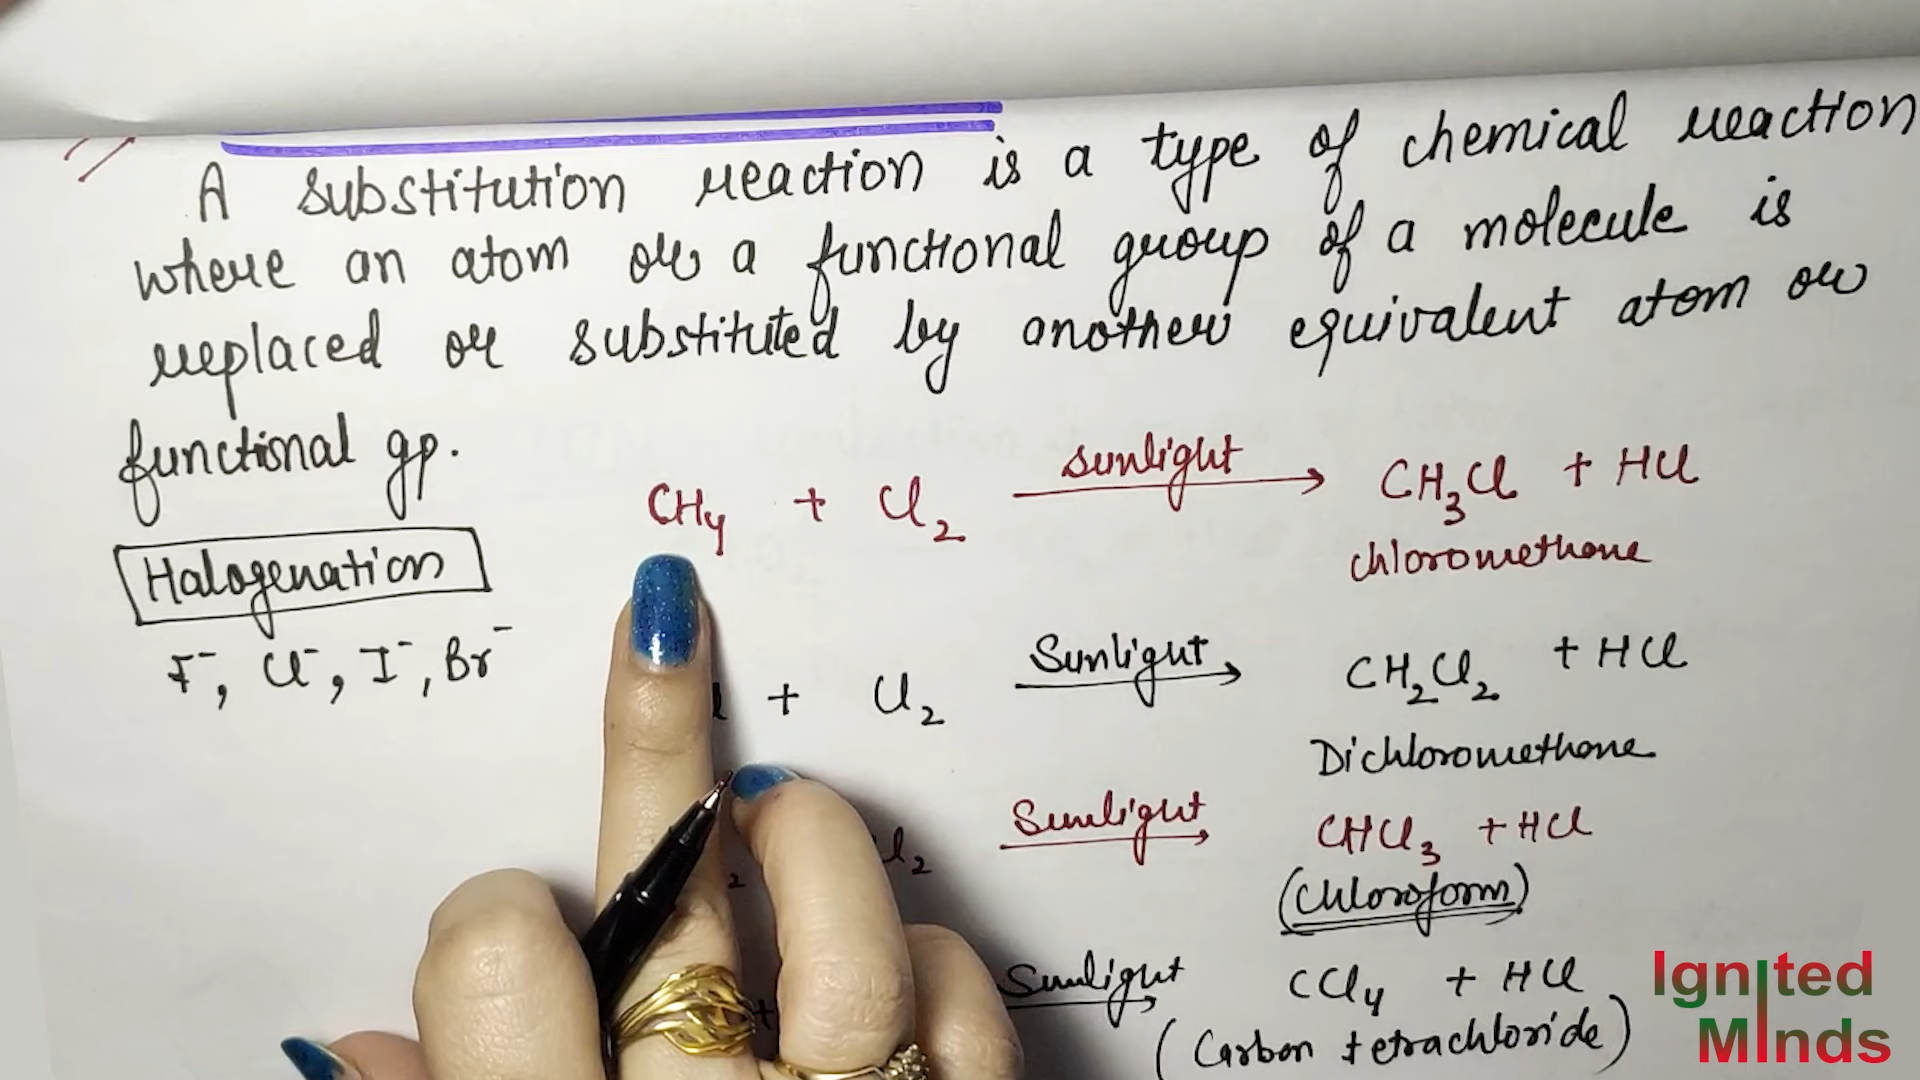 A substitution reaction is a type of chemical reaction
where an atom or a functional group of a molecule is
replaced or substituted by another equivalent atom or
functional gp.
CH4 + Cl2 sunlight → CH3Cl + HCl
chloromethane
Halogenation
F⁻, Cl⁻, I⁻, Br⁻
+ Cl2 Sunlight → CH2Cl2 + HCl
Dichloromethane
Cl2 Sunlight → CHCl3 + HCl
(Chloroform)
Sunlight → CCl4 + HCl
(Carbon tetrachloride)
Ignited
Minds